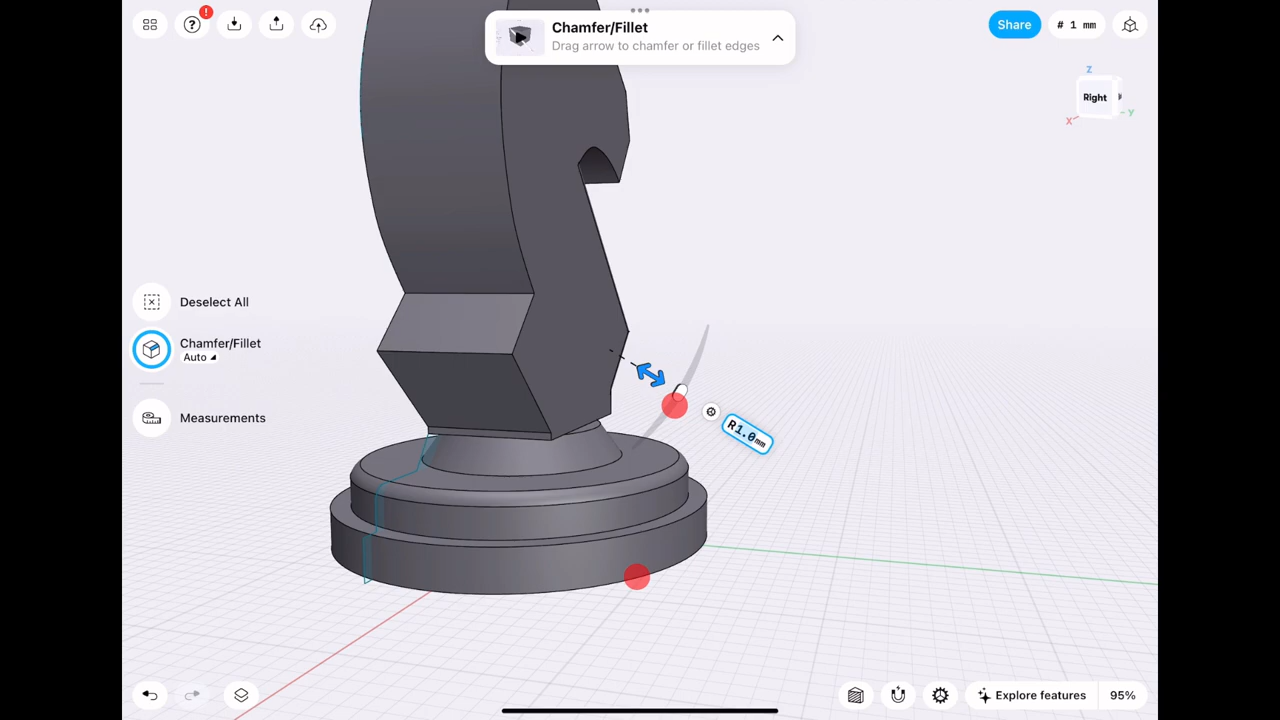 Chamfer/Fillet
Drag arrow to chamfer or fillet edges
Share
# 1 mm
Z
Right
X
Y
Deselect All
Chamfer/Fillet
Auto
Measurements
R1.0mm
Explore features
95%